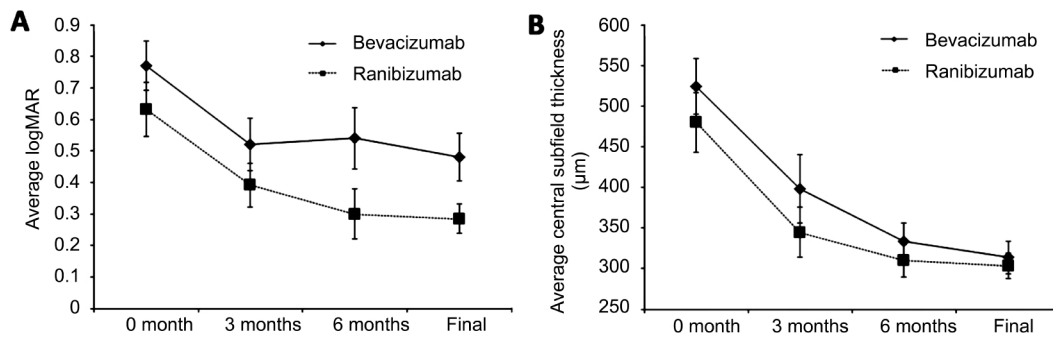 A
Average logMAR
0.9
0.8
0.7
0.6
0.5
0.4
0.3
0.2
0.1
0
Bevacizumab
Ranibizumab
0 month 3 months 6 months Final
B
Average central subfield thickness
(µm)
600
550
500
400
350
300
250
Bevacizumab
Ranibizumab
0 month 3 months 6 months Final